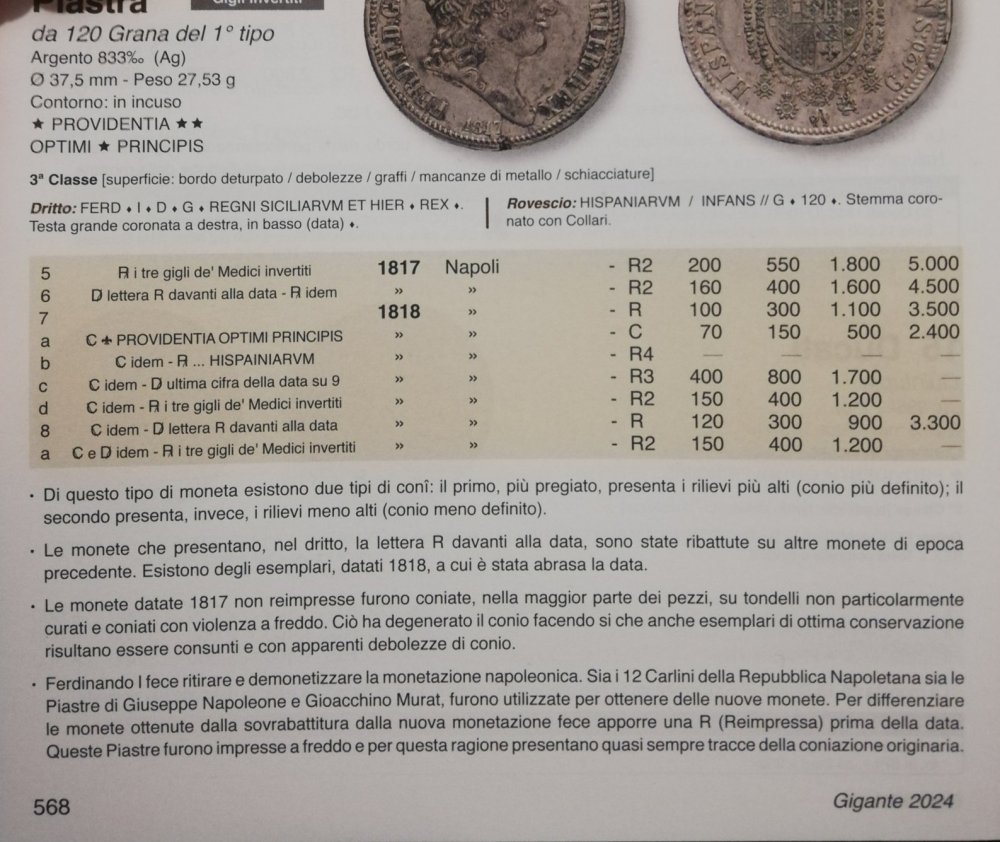 Piastra
Gigli invertiti
da 120 Grana del 1° tipo
Argento 833‰ (Ag)
Ø 37,5 mm - Peso 27,53 g
Contorno: in incuso
★ PROVIDENTIA ★ ★
OPTIMI ★ PRINCIPIS
3ª Classe [superficie: bordo deturpato / debolezze / graffi / mancanze di metallo / schiacciature]
Dritto: FERD ♦ I ♦ D ♦ G ♦ REGNI SICILIARVM ET HIER ♦ REX ♦.
Testa grande coronata a destra, in basso (data) ♦.
Rovescio: HISPANIARVM / INFANS // G ♦ 120 ♦. Stemma coro-
nato con Collari.
5 R i tre gigli de' Medici invertiti 1817 Napoli - R2 200 550 1.800 5.000
6 D lettera R davanti alla data - R idem » » - R2 160 400 1.600 4.500
7 1818 » - R 100 300 1.100 3.500
a C ✤ PROVIDENTIA OPTIMI PRINCIPIS » » - C 70 150 500 2.400
b C idem - R ... HISPAINIARVM » » - R4 — — — —
c C idem - D ultima cifra della data su 9 » » - R3 400 800 1.700 —
d C idem - R i tre gigli de' Medici invertiti » » - R2 150 400 1.200 —
8 C idem - D lettera R davanti alla data » » - R 120 300 900 3.300
a C e D idem - R i tre gigli de' Medici invertiti » » - R2 150 400 1.200 —
· Di questo tipo di moneta esistono due tipi di conî: il primo, più pregiato, presenta i rilievi più alti (conio più definito); il
secondo presenta, invece, i rilievi meno alti (conio meno definito).
· Le monete che presentano, nel dritto, la lettera R davanti alla data, sono state ribattute su altre monete di epoca
precedente. Esistono degli esemplari, datati 1818, a cui è stata abrasa la data.
· Le monete datate 1817 non reimpresse furono coniate, nella maggior parte dei pezzi, su tondelli non particolarmente
curati e coniati con violenza a freddo. Ciò ha degenerato il conio facendo si che anche esemplari di ottima conservazione
risultano essere consunti e con apparenti debolezze di conio.
· Ferdinando I fece ritirare e demonetizzare la monetazione napoleonica. Sia i 12 Carlini della Repubblica Napoletana sia le
Piastre di Giuseppe Napoleone e Gioacchino Murat, furono utilizzate per ottenere delle nuove monete. Per differenziare
le monete ottenute dalla sovrabattitura dalla nuova monetazione fece apporre una R (Reimpressa) prima della data.
Queste Piastre furono impresse a freddo e per questa ragione presentano quasi sempre tracce della coniazione originaria.
568
Gigante 2024